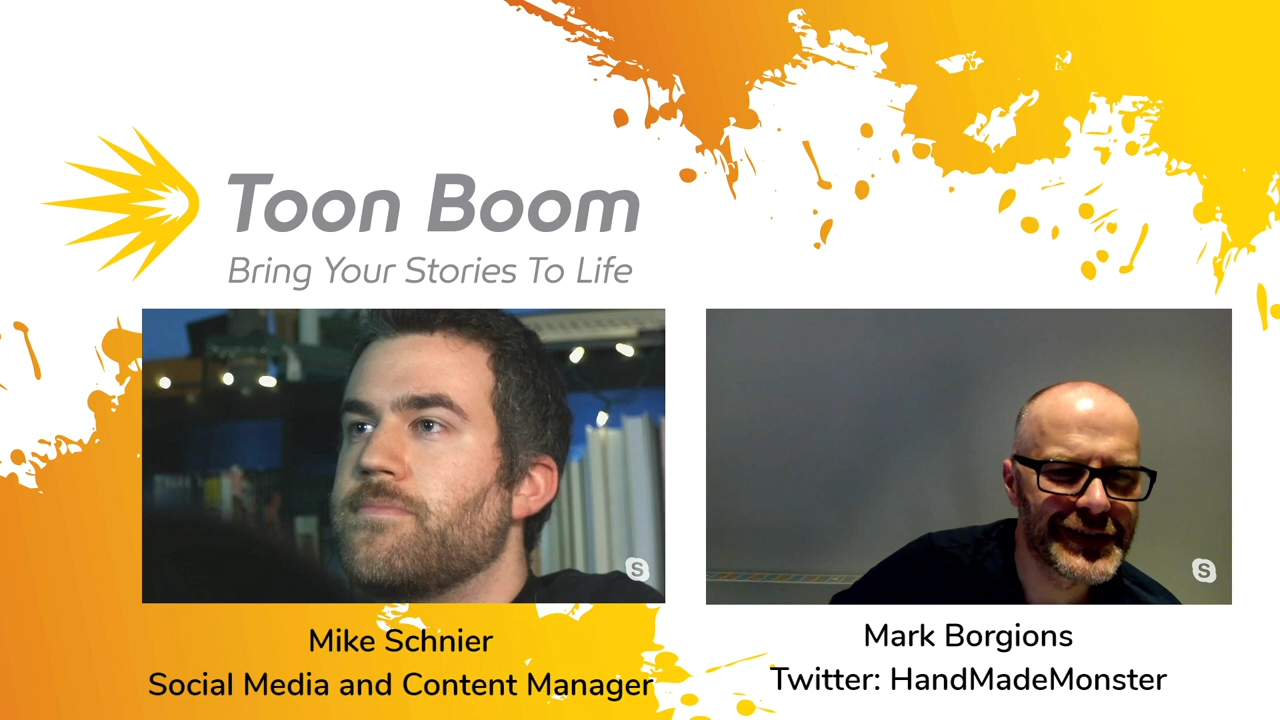 Toon Boom
Bring Your Stories To Life
S
S
Mike Schnier
Social Media and Content Manager
Mark Borgions
Twitter: HandMadeMonster